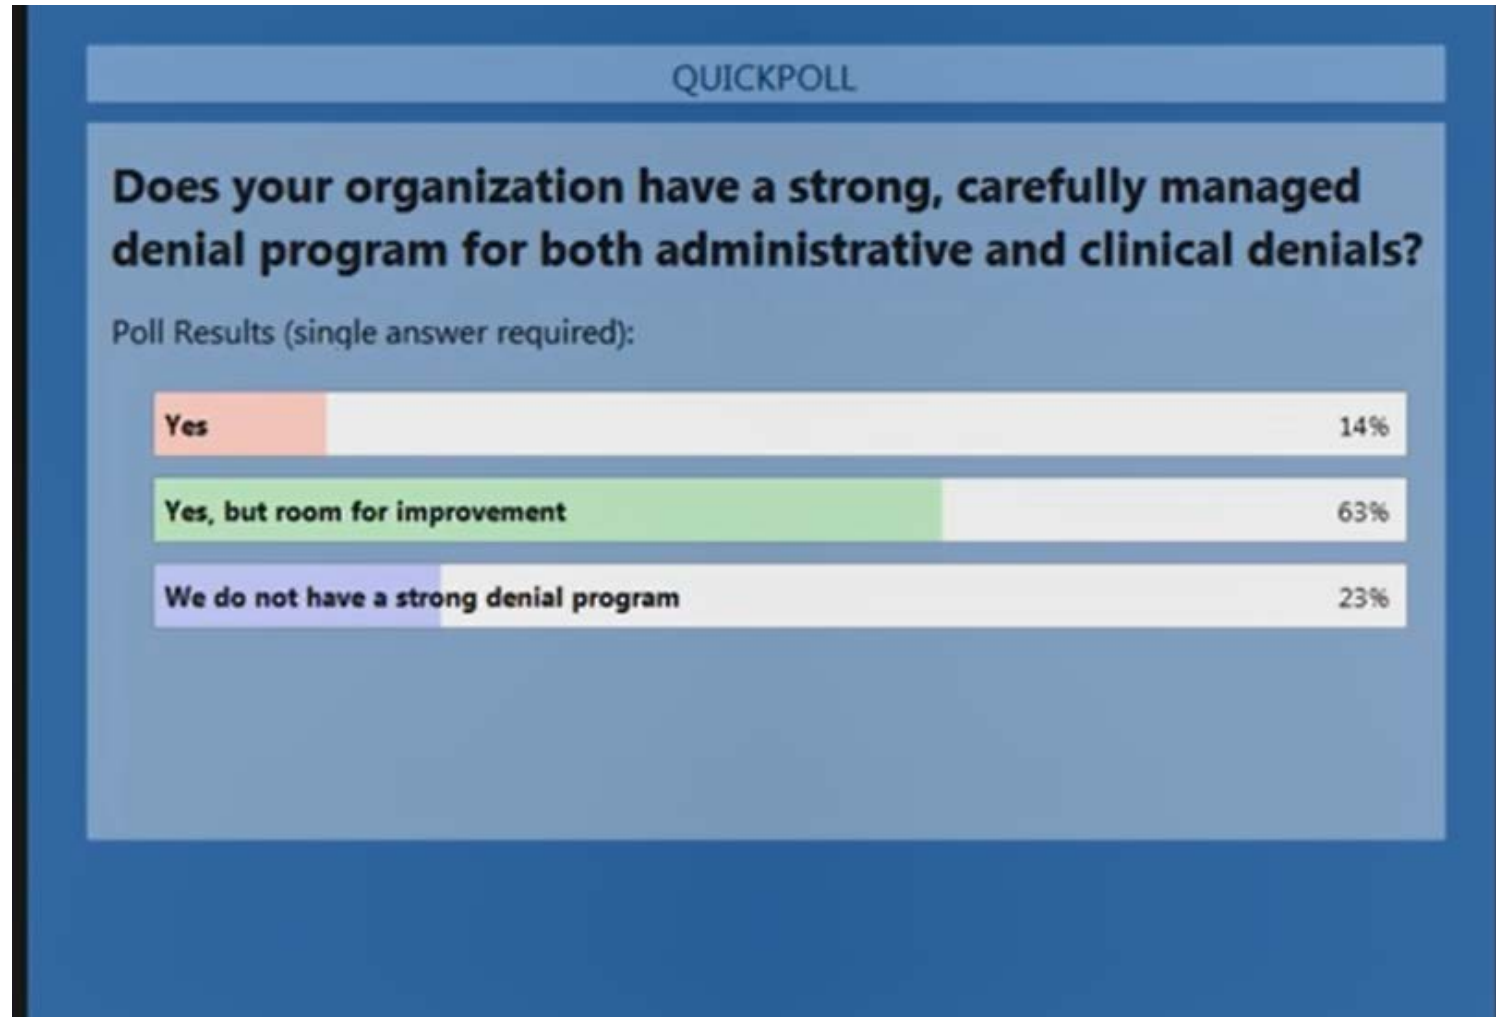 QUICKPOLL
Does your organization have a strong, carefully managed
denial program for both administrative and clinical denials?
Poll Results (single answer required):
Yes 14%
Yes, but room for improvement 63%
We do not have a strong denial program 23%